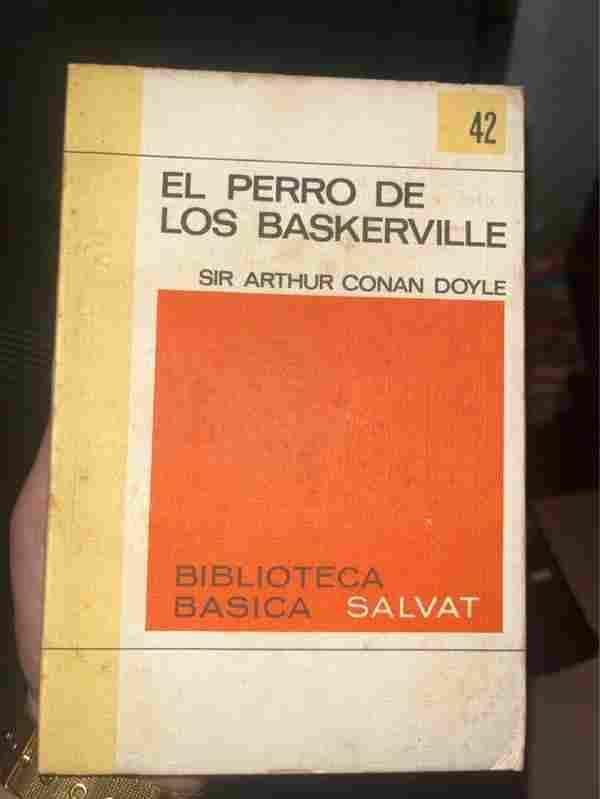 42
EL PERRO DE
LOS BASKERVILLE
SIR ARTHUR CONAN DOYLE
BIBLIOTECA
BASICA SALVAT